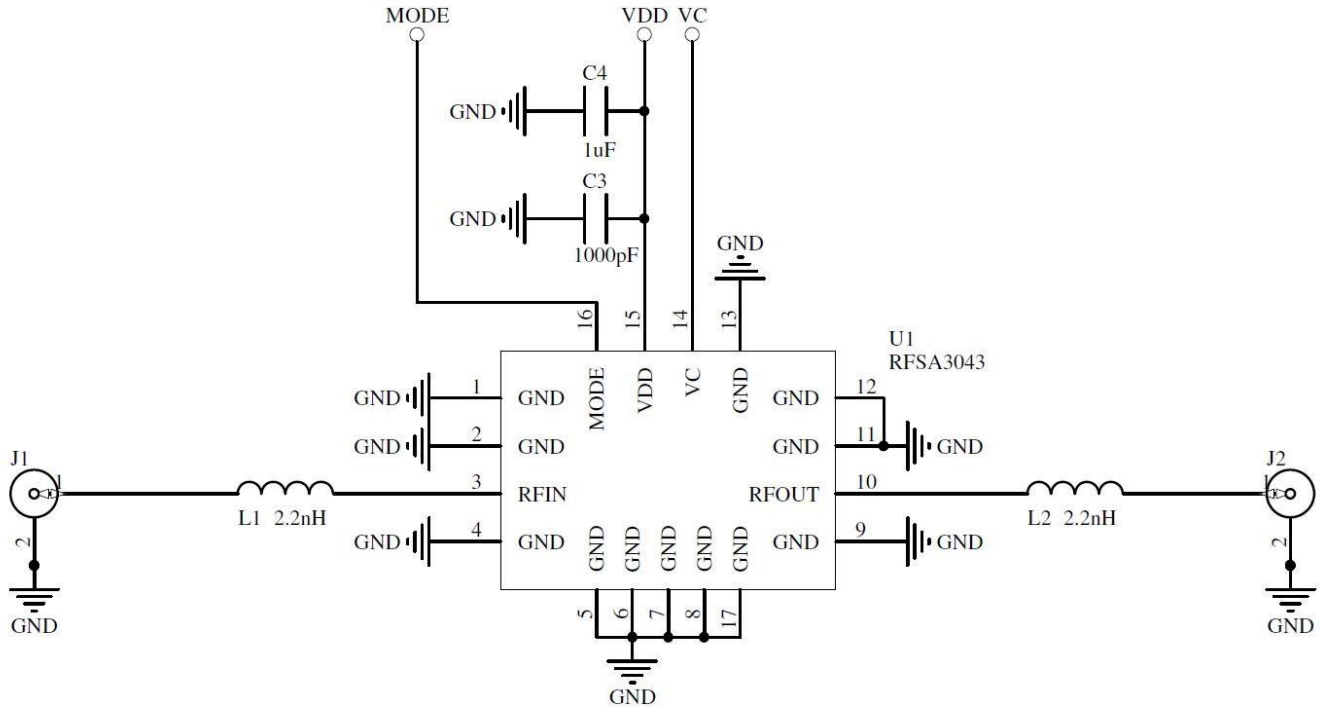 MODE VDD VC
C4
GND
1uF
C3
GND
1000pF
GND
16 15 14 13
U1
RFSA3043
MODE VDD VC GND
GND 1 GND GND 12
GND 2 GND GND 11 GND
J1 J2
1 3 RFIN RFOUT 10 1
L1 2.2nH L2 2.2nH
GND 4 GND GND 9 GND
GND GND GND GND GND
2 2
5 6 7 8 17
GND GND
GND